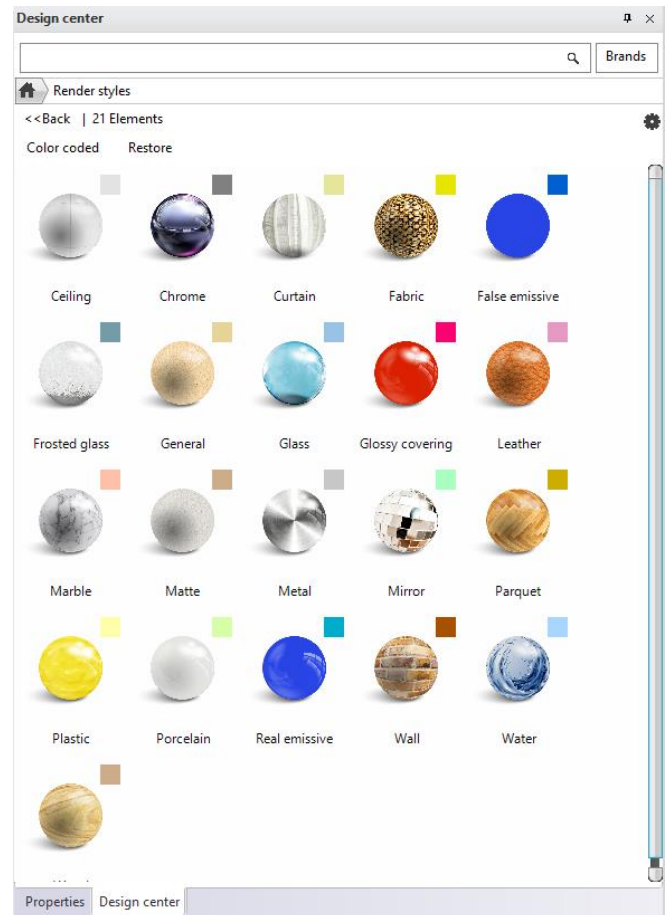 Design center
Brands
Render styles
<<Back | 21 Elements
Color coded Restore
Ceiling Chrome Curtain Fabric False emissive
Frosted glass General Glass Glossy covering Leather
Marble Matte Metal Mirror Parquet
Plastic Porcelain Real emissive Wall Water
Properties Design center